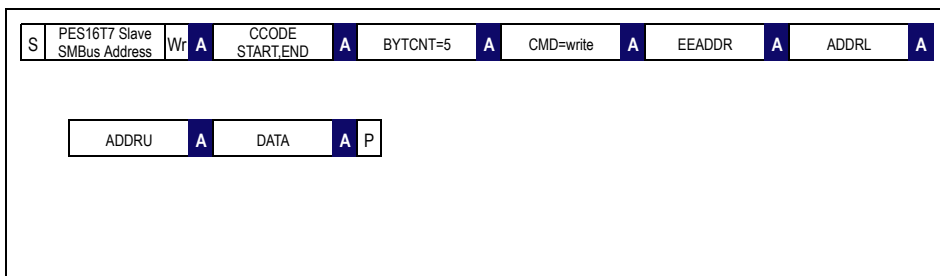 S PES16T7 Slave SMBus Address Wr A CCODE START,END A BYTCNT=5 A CMD=write A EEADDR A ADDRL A
ADDRU A DATA A P